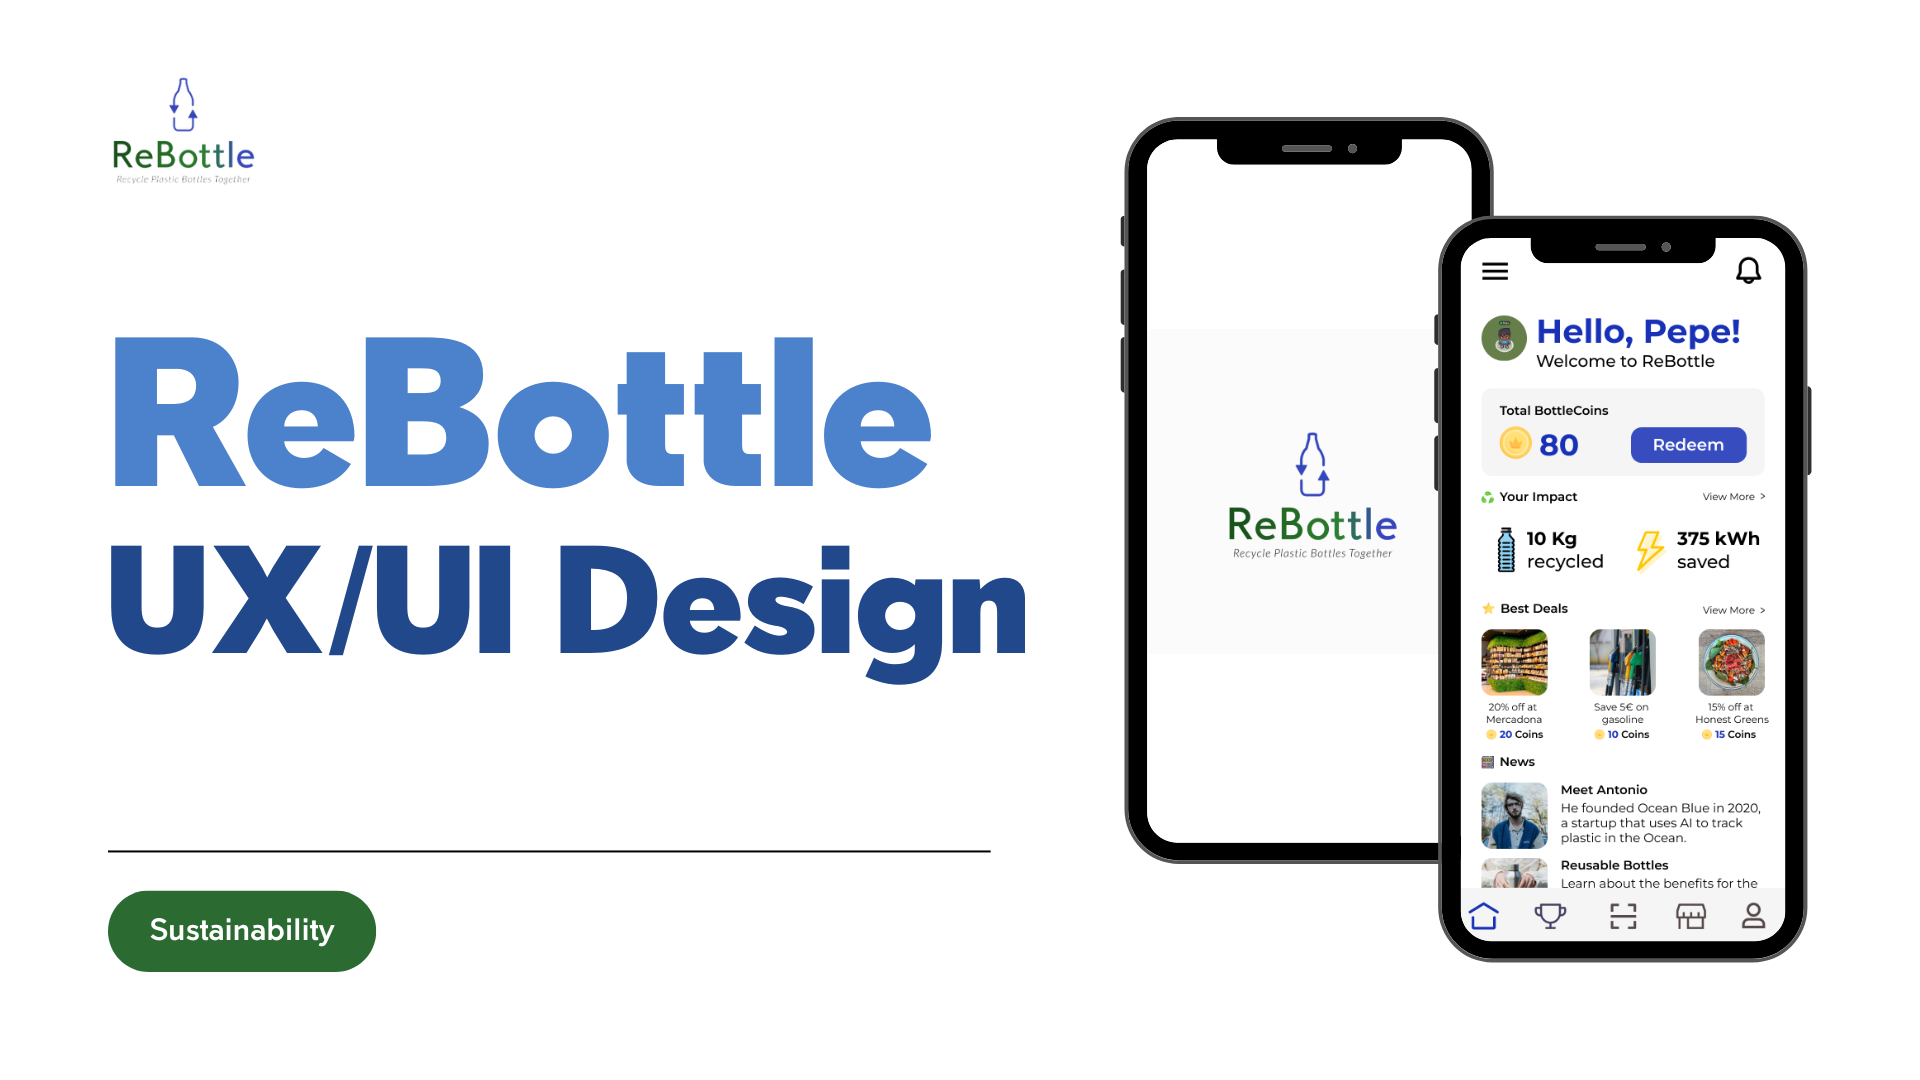 ReBottle
Recycle Plastic Bottles Together
ReBottle
UX/UI Design
Sustainability
ReBottle
Recycle Plastic Bottles Together
Hello, Pepe!
Welcome to ReBottle
Total BottleCoins
80
Redeem
Your Impact
View More >
10 Kg
recycled
375 kWh
saved
Best Deals
View More >
20% off at
Mercadona
20 Coins
Save 5€ on
gasoline
10 Coins
15% off at
Honest Greens
15 Coins
News
Meet Antonio
He founded Ocean Blue in 2020,
a startup that uses AI to track
plastic in the Ocean.
Reusable Bottles
Learn about the benefits for the